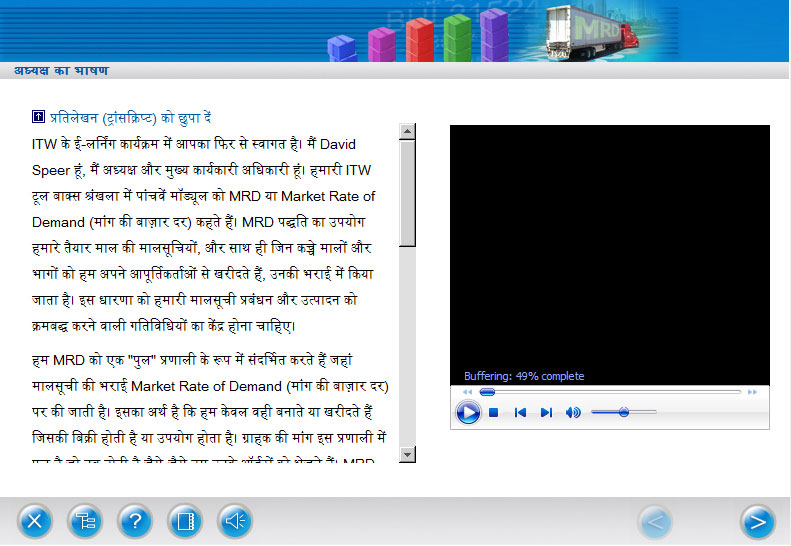 MRD
अध्यक्ष का भाषण
प्रतिलेखन (ट्रांसक्रिप्ट) को छुपा दें
ITW के ई-लर्निंग कार्यक्रम में आपका फिर से स्वागत है। मैं David
Speer हूं, मैं अध्यक्ष और मुख्य कार्यकारी अधिकारी हूं। हमारी ITW
टूल बाक्स श्रंखला में पांचवें मॉड्यूल को MRD या Market Rate of
Demand (मांग की बाज़ार दर) कहते हैं। MRD पद्धति का उपयोग
हमारे तैयार माल की मालसूचियों, और साथ ही जिन कच्चे मालों और
भागों को हम अपने आपूर्तिकर्ताओं से खरीदते हैं, उनकी भराई में किया
जाता है। इस धारणा को हमारी मालसूची प्रबंधन और उत्पादन को
क्रमबद्ध करने वाली गतिविधियों का केंद्र होना चाहिए।
हम MRD को एक "पुल" प्रणाली के रूप में संदर्भित करते हैं जहां
मालसूची की भराई Market Rate of Demand (मांग की बाज़ार दर)
पर की जाती है। इसका अर्थ है कि हम केवल वही बनाते या खरीदते हैं
जिसकी बिक्री होती है या उपयोग होता है। ग्राहक की मांग इस प्रणाली में
Buffering: 49% complete